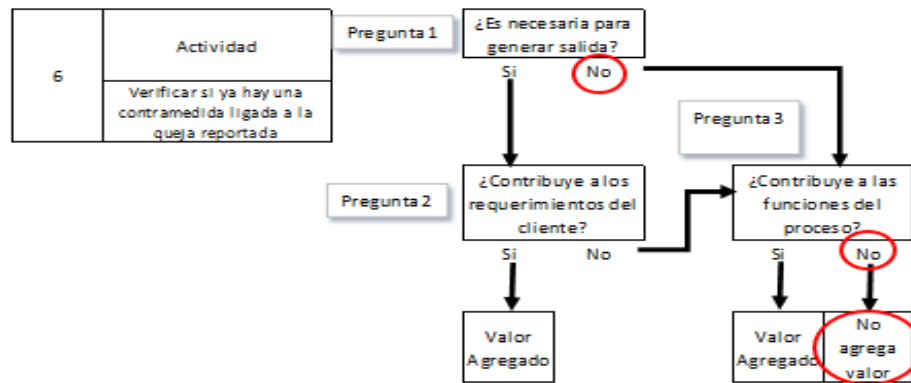 6
Actividad
Verificar si ya hay una
contramedida ligada a la
queja reportada
Pregunta 1
¿Es necesaria para
generar salida?
Si
No
Pregunta 3
Pregunta 2
¿Contribuye a los
requerimientos del
cliente?
Si
No
¿Contribuye a las
funciones del
proceso?
Si
No
Valor
Agregado
Valor
Agregado
No
agrega
valor